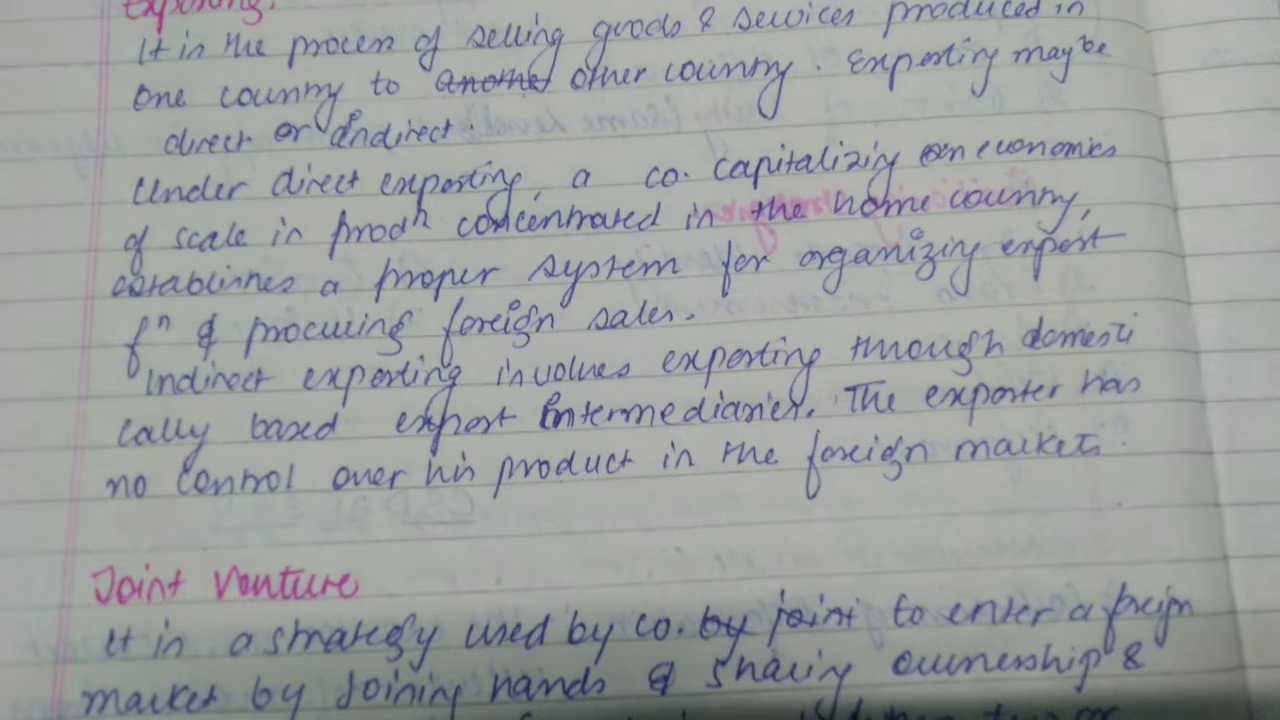 Exporting:
It is the process of selling goods & services produced in
one country to another other country. Exporting may be
direct or indirect.
Under direct exporting, a co. capitalizing on economies
of scale in prodn concentrated in the home country,
establishes a proper system for organizing export
fn & procuring foreign sales.
Indirect exporting involves exporting through domesti
cally based export intermediaries. The exporter has
no control over his product in the foreign market.
Joint Venture
It is a strategy used by co. by joint to enter a foreign
market by joining hands & sharing ownership &